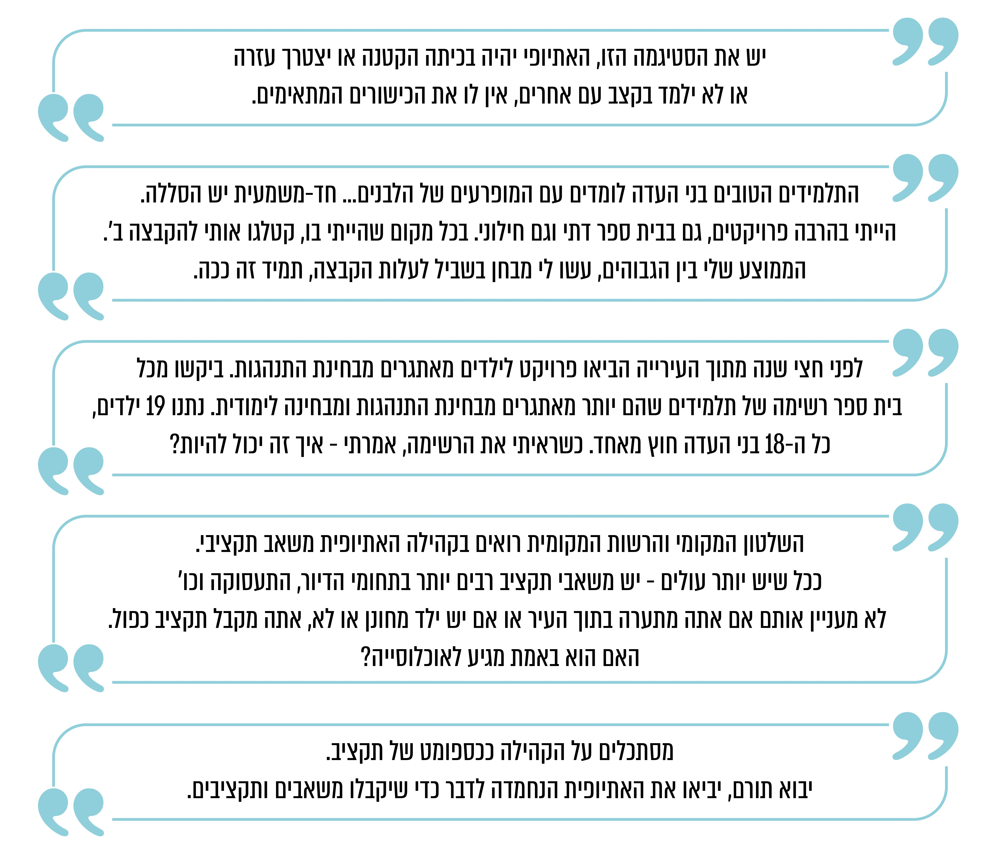 יש את הסטיגמה הזו, האתיופי יהיה בכיתה הקטנה או יצטרך עזרה
או לא ילמד בקצב עם אחרים, אין לו את הכישורים המתאימים.
התלמידים הטובים בני העדה לומדים עם המופרעים של הלבנים... חד-משמעית יש הסללה.
הייתי בהרבה פרויקטים, גם בבית ספר דתי וגם חילוני. בכל מקום שהייתי בו, קטלגו אותי להקבצה ב'.
הממוצע שלי בין הגבוהים, עשו לי מבחן בשביל לעלות הקבצה, תמיד זה ככה.
לפני חצי שנה מתוך העירייה הביאו פרויקט לילדים מאתגרים מבחינת התנהגות. ביקשו מכל
בית ספר רשימה של תלמידים שהם יותר מאתגרים מבחינת התנהגות ומבחינה לימודית. נתנו 19 ילדים,
כל ה-18 בני העדה חוץ מאחד. כשראיתי את הרשימה, אמרתי - איך זה יכול להיות?
השלטון המקומי והרשות המקומית רואים בקהילה האתיופית משאב תקציבי.
ככל שיש יותר עולים - יש משאבי תקציב רבים יותר בתחומי הדיור, התעסוקה וכו'
לא מעניין אותם אם אתה מתערה בתוך העיר או אם יש ילד מחונן או לא, אתה מקבל תקציב כפול.
האם הוא באמת מגיע לאוכלוסייה?
מסתכלים על הקהילה ככספומט של תקציב.
יבוא תורם, יביאו את האתיופית הנחמדה לדבר כדי שיקבלו משאבים ותקציבים.